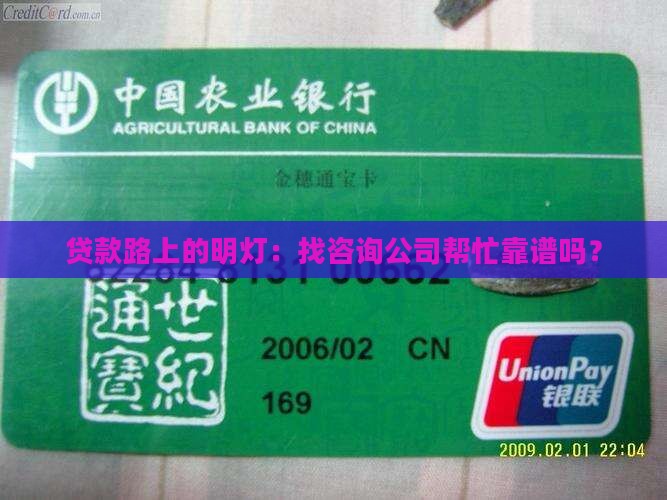 CreditCard.com.cn
中国农业银行
AGRICULTURAL BANK OF CHINA
金穗通宝卡
贷款路上的明灯：找咨询公司帮忙靠谱吗？
世紀通寶
2006/02 CN
169
UnionPay
银联
2009.02.01 22:04